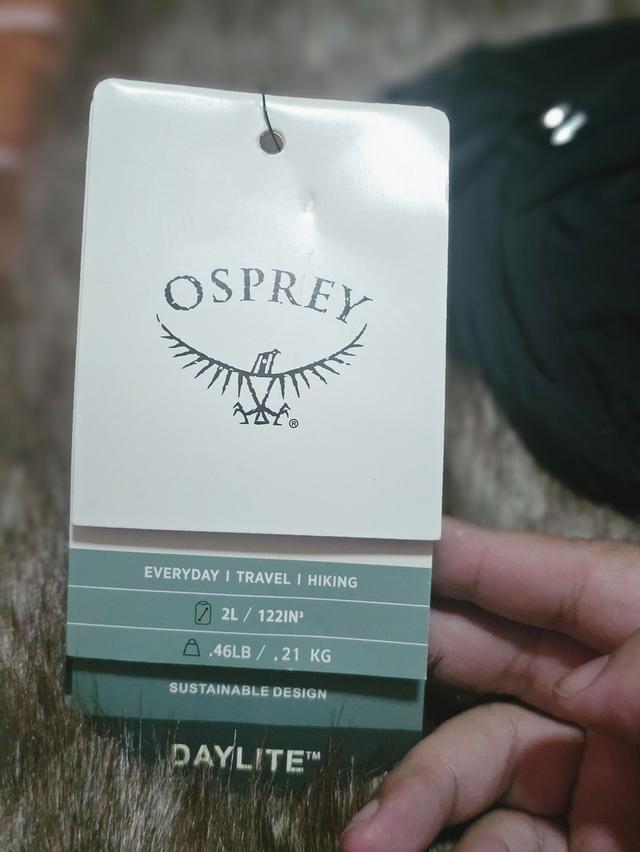 OSPREY
®
EVERYDAY | TRAVEL | HIKING
2L / 122IN³
.46LB / .21 KG
SUSTAINABLE DESIGN
DAYLITE™